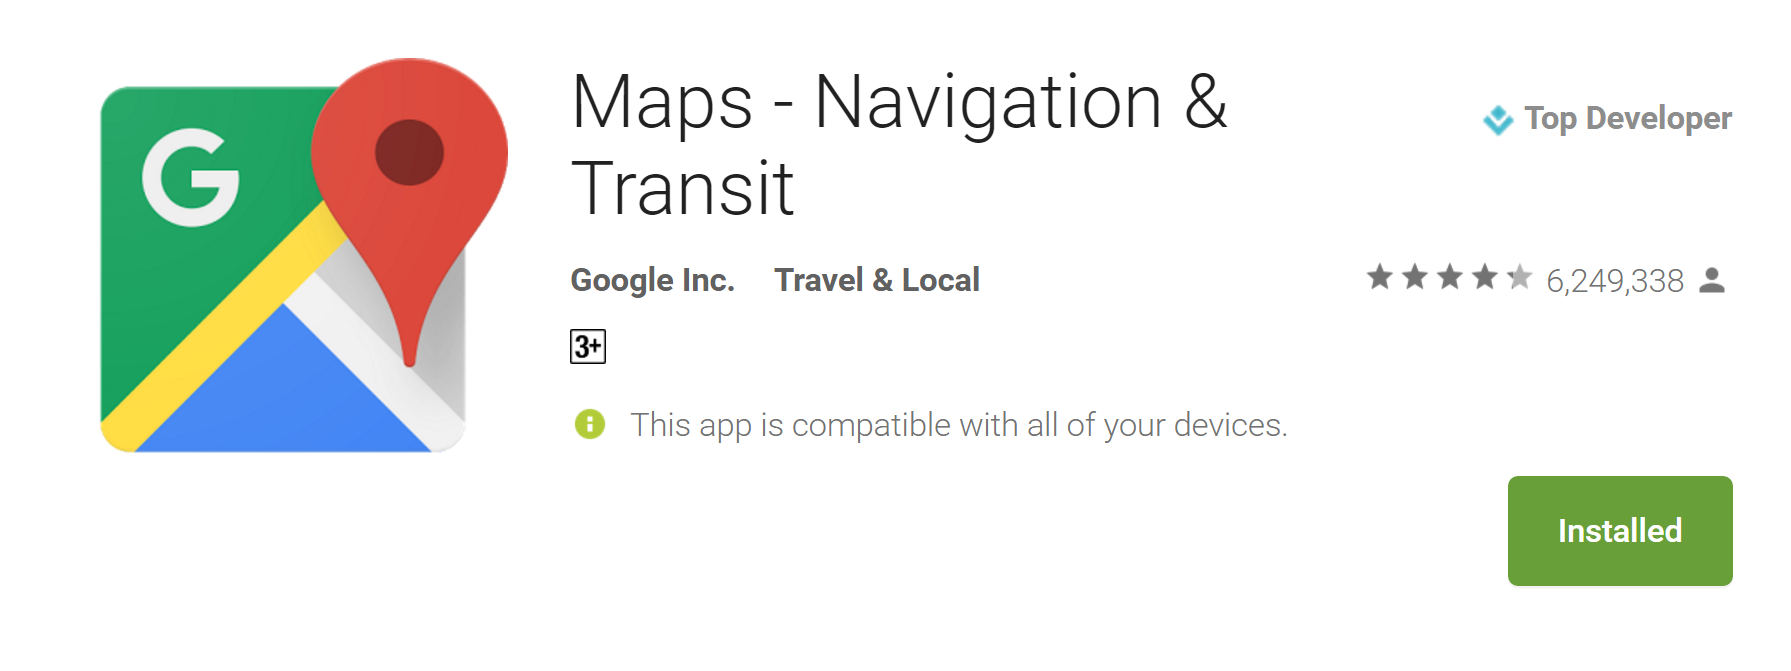 G
Maps - Navigation &
Transit
Top Developer
Google Inc. Travel & Local
6,249,338
3+
This app is compatible with all of your devices.
Installed